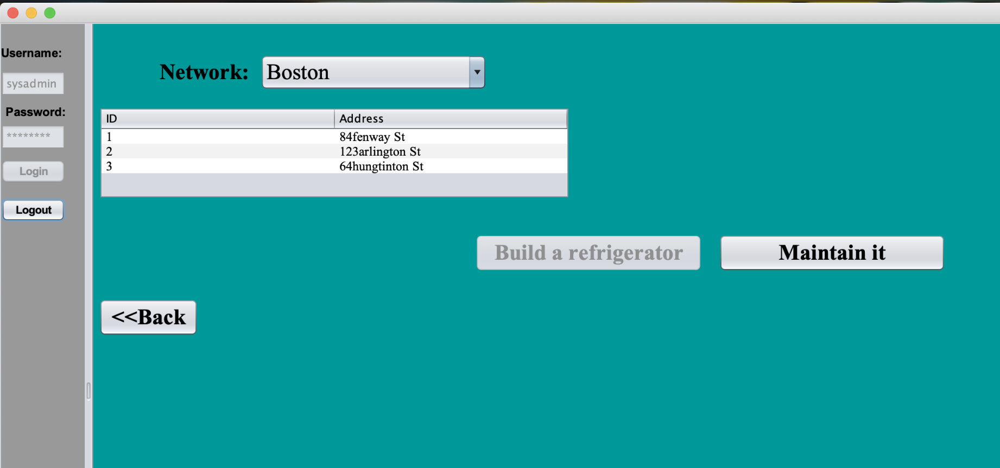 Username:
sysadmin
Password:
********
Login
Logout
Network: Boston
ID Address
1 84fenway St
2 123arlington St
3 64hungtinton St
Build a refrigerator Maintain it
<<Back